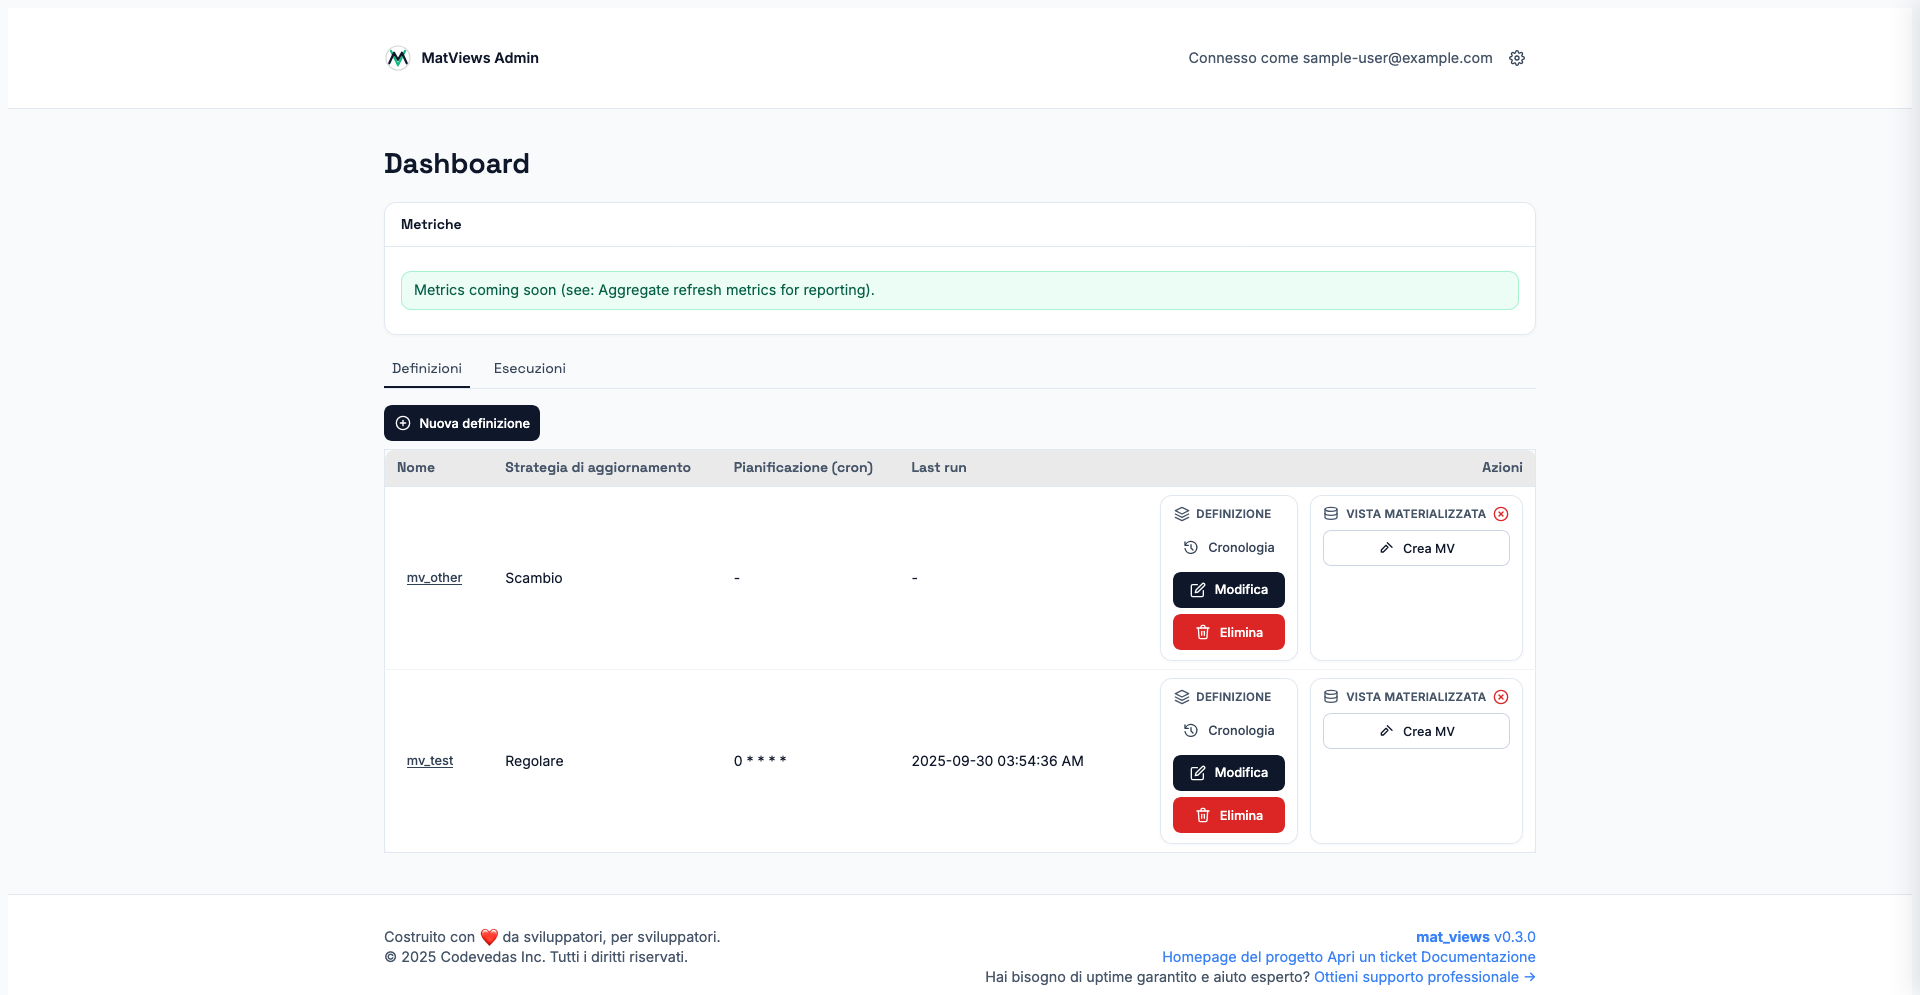 MatViews Admin
Connesso come sample-user@example.com
Dashboard
Metriche
Metrics coming soon (see: Aggregate refresh metrics for reporting).
Definizioni Esecuzioni
Nuova definizione
Nome Strategia di aggiornamento Pianificazione (cron) Last run Azioni
mv_other Scambio - -
DEFINIZIONE
Cronologia
Modifica
Elimina
VISTA MATERIALIZZATA
Crea MV
mv_test Regolare 0 * * * * 2025-09-30 03:54:36 AM
DEFINIZIONE
Cronologia
Modifica
Elimina
VISTA MATERIALIZZATA
Crea MV
Costruito con ❤️ da sviluppatori, per sviluppatori.
© 2025 Codevedas Inc. Tutti i diritti riservati.
mat_views v0.3.0
Homepage del progetto Apri un ticket Documentazione
Hai bisogno di uptime garantito e aiuto esperto? Ottieni supporto professionale →